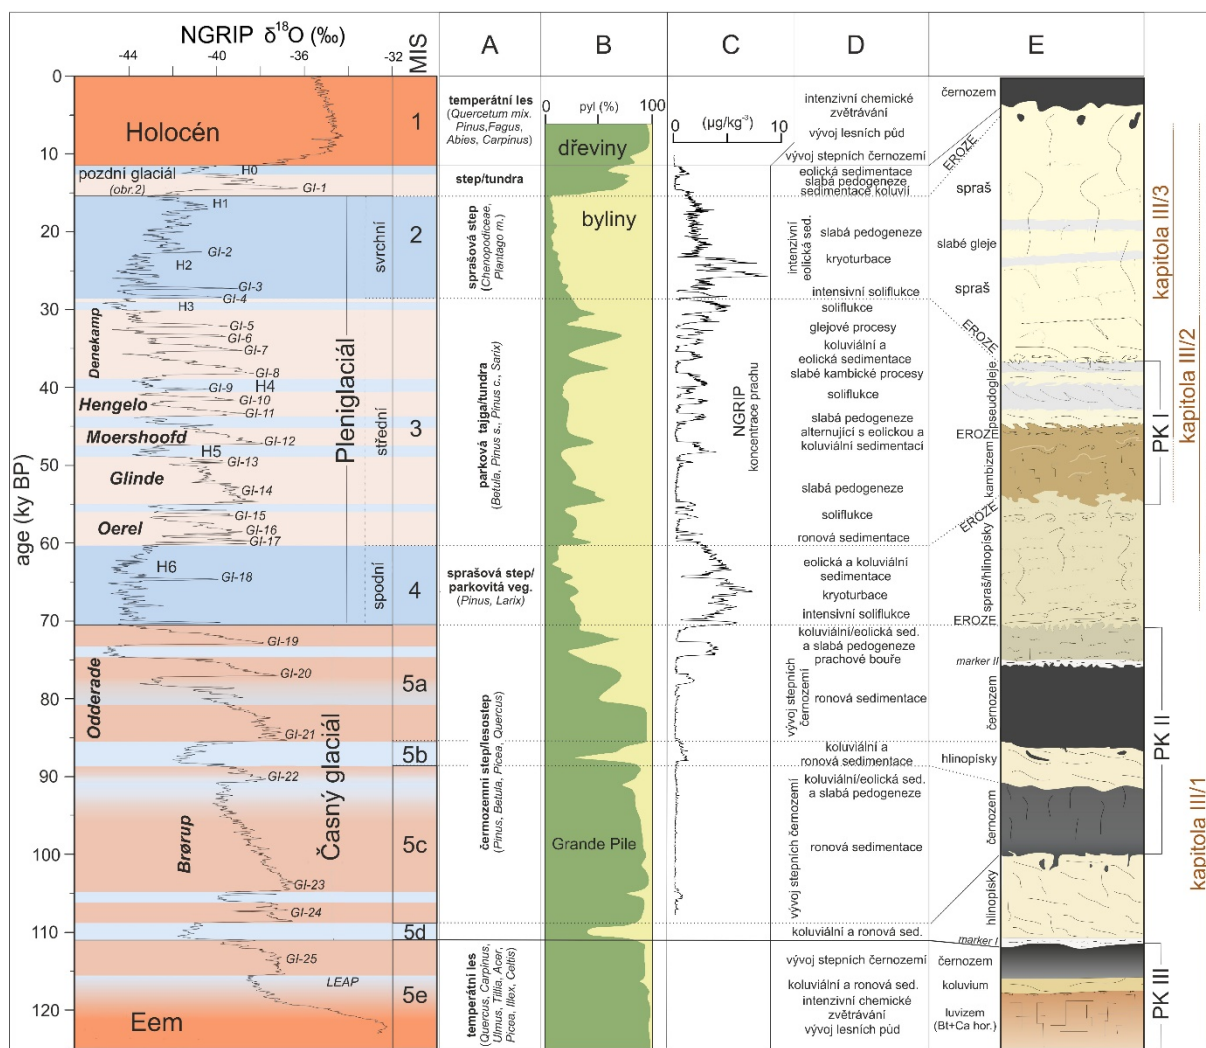 NGRIP δ18O (‰)
-44 -40 -36 -32
MIS
A
B
C
D
E
age (ky BP)
0
10
20
30
40
50
60
70
80
90
100
110
120
Holocén
pozdní glaciál
(obr.2)
H0
GI-1
H1
GI-2
H2
GI-3
GI-4
H3
GI-5
GI-6
GI-7
GI-8
GI-9
H4
GI-10
GI-11
GI-12
H5
GI-13
GI-14
GI-15
GI-16
GI-17
H6
GI-18
GI-19
GI-20
GI-21
GI-22
GI-23
GI-24
GI-25
LEAP
Denekamp
Hengelo
Moershoofd
Glinde
Oerel
Odderade
Brørup
Eem
Pleniglaciál
svrchní
střední
spodní
Časný glaciál
1
2
3
4
5a
5b
5c
5d
5e
temperátní les
(Quercetum mix.
Pinus,Fagus,
Abies, Carpinus)
step/tundra
sprašová step
(Chenopodiceae,
Plantago m.)
parková tajga/tundra
(Betula, Pinus s., Pinus c., Sarix)
sprašová step/
parkovitá veg.
(Pinus, Larix)
černozemní step/lesostep
(Pinus, Betula, Picea, Quercus)
temperátní les
(Quercus, Carpinus,
Ulmus, Tillia, Acer,
Picea, Illex, Celtis)
pyl (%)
0 100
dřeviny
byliny
Grande Pile
(µg/kg-3)
0 10
NGRIP
koncentrace prachu
intenzivní chemické
zvětrávání
vývoj lesních půd
vývoj stepních černozemí
eolická sedimentace
slabá pedogeneze
sedimentace koluvií
intenzivní
eolická sed.
slabá pedogeneze
kryoturbace
intensivní soliflukce
soliflukce
glejové procesy
koluviální a
eolická sedimentace
slabé kambické procesy
soliflukce
slabá pedogeneze
alternující s eolickou a
koluviální sedimentací
slabá pedogeneze
soliflukce
ronová sedimentace
eolická a koluviální
sedimentace
kryoturbace
intensivní soliflukce
koluviální/eolická sed.
a slabá pedogeneze
prachové bouře
vývoj stepních
černozemí
ronová sedimentace
koluviální a
ronová sedimentace
koluviální/eolická sed.
a slabá pedogeneze
vývoj stepních černozemí
ronová sedimentace
koluviální a ronová sed.
vývoj stepních černozemí
koluviální a ronová sed.
intenzivní chemické
zvětrávání
vývoj lesních půd
černozem
EROZE
spraš
slabé gleje
spraš
EROZE
pseudogleje
EROZE
kambizem
EROZE
spraš/hlinopísky
EROZE
marker II
černozem
hlinopísky
černozem
hlinopísky
marker I
černozem
koluvium
luvizem
(Bt+Ca hor.)
PK I
PK II
PK III
kapitola III/3
kapitola III/2
kapitola III/1